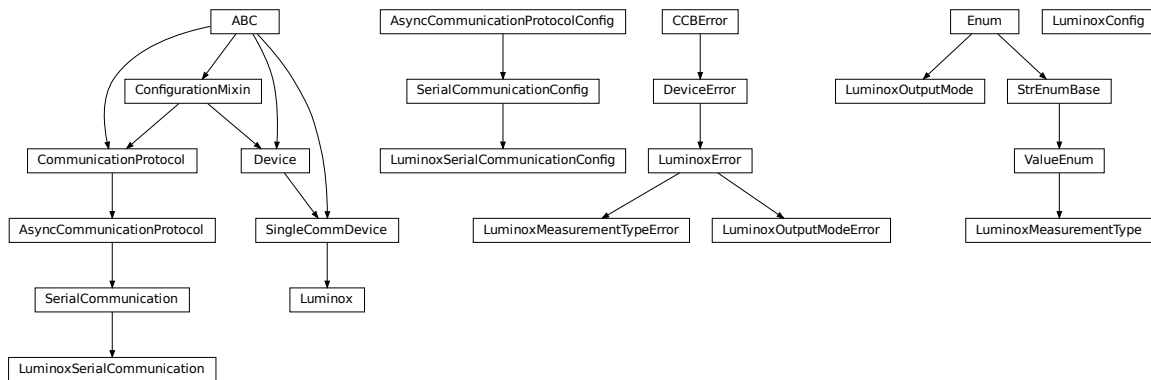 ABC
AsyncCommunicationProtocolConfig
CCBError
Enum
LuminoxConfig
ConfigurationMixin
SerialCommunicationConfig
DeviceError
LuminoxOutputMode
StrEnumBase
CommunicationProtocol
Device
LuminoxSerialCommunicationConfig
LuminoxError
ValueEnum
AsyncCommunicationProtocol
SingleCommDevice
LuminoxMeasurementTypeError
LuminoxOutputModeError
LuminoxMeasurementType
SerialCommunication
Luminox
LuminoxSerialCommunication